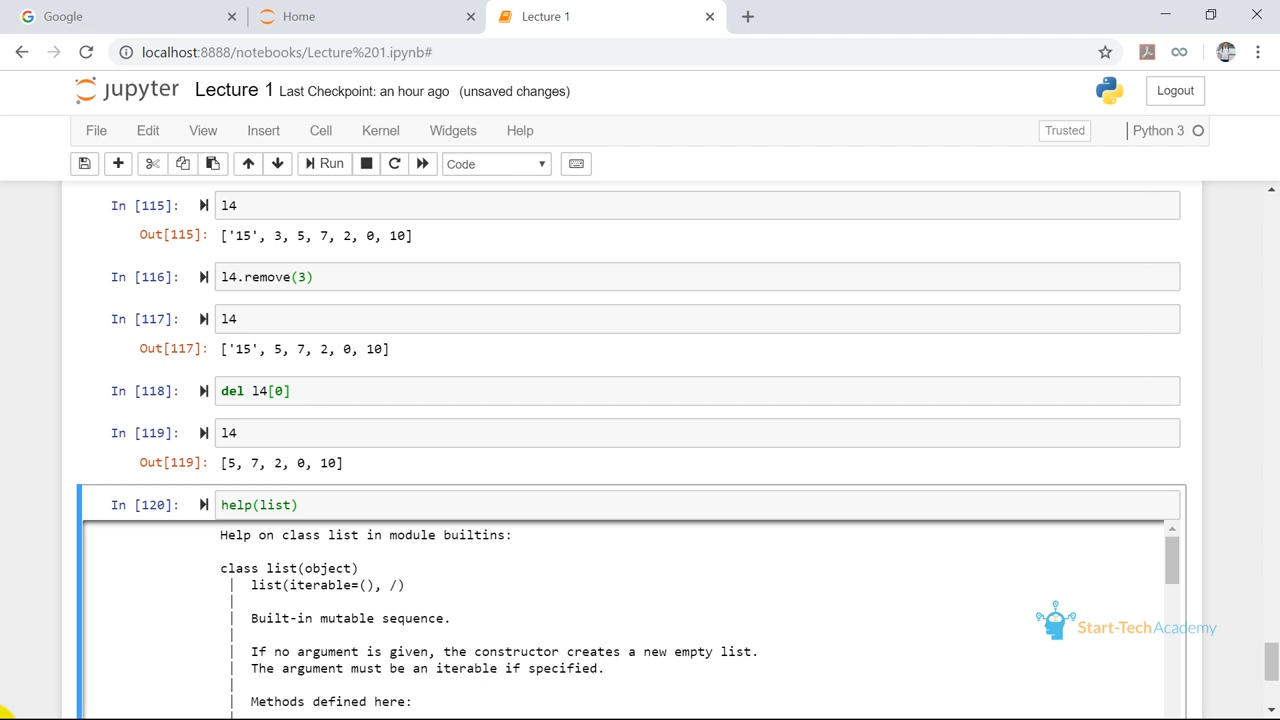 Google
Home
Lecture 1
localhost:8888/notebooks/Lecture%201.ipynb#
jupyter Lecture 1 Last Checkpoint: an hour ago (unsaved changes)
Logout
File Edit View Insert Cell Kernel Widgets Help Trusted Python 3
Run Code
In [115]: l4
Out[115]: ['15', 3, 5, 7, 2, 0, 10]
In [116]: l4.remove(3)
In [117]: l4
Out[117]: ['15', 5, 7, 2, 0, 10]
In [118]: del l4[0]
In [119]: l4
Out[119]: [5, 7, 2, 0, 10]
In [120]: help(list)
Help on class list in module builtins:
class list(object)
| list(iterable=(), /)
|
| Built-in mutable sequence.
|
| If no argument is given, the constructor creates a new empty list.
| The argument must be an iterable if specified.
|
| Methods defined here:
|
Start-TechAcademy